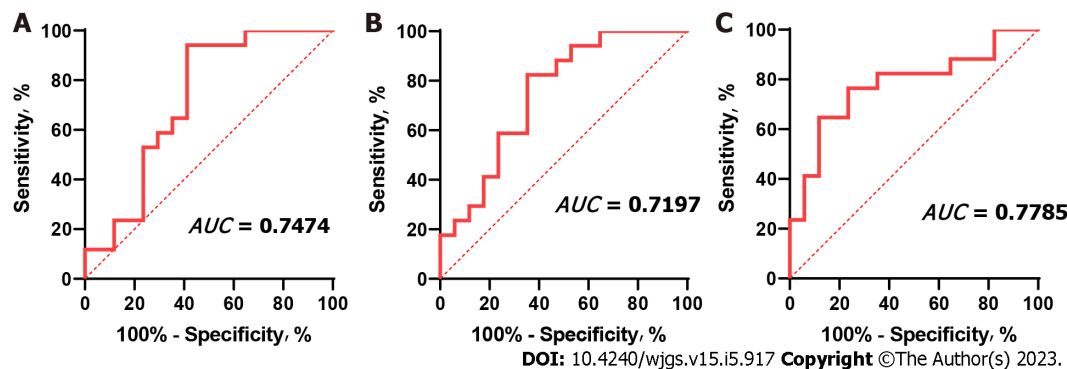 A
B
C
Sensitivity, %
100
80
60
40
20
0
AUC = 0.7474
0 20 40 60 80 100
100% - Specificity, %
Sensitivity, %
100
80
60
40
20
0
AUC = 0.7197
0 20 40 60 80 100
100% - Specificity, %
Sensitivity, %
100
80
60
40
20
0
AUC = 0.7785
0 20 40 60 80 100
100% - Specificity, %
DOI: 10.4240/wjgs.v15.i5.917 Copyright ©The Author(s) 2023.